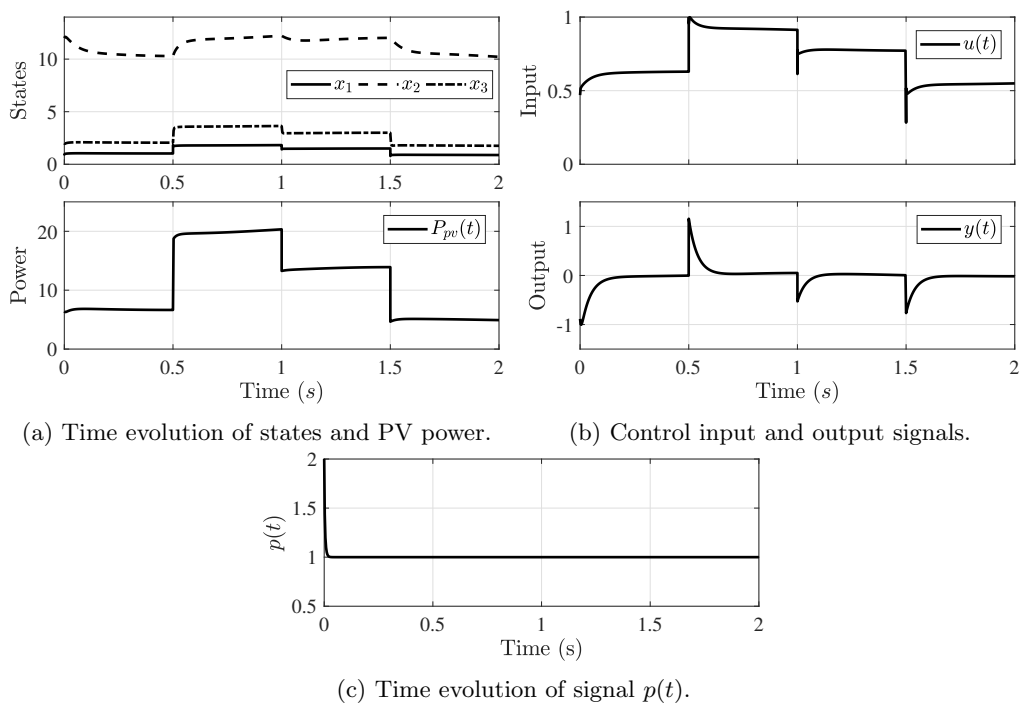 States
10
5
0
x₁ x₂ x₃
0 0.5 1 1.5 2
Power
20
10
0
P_{pv}(t)
0 0.5 1 1.5 2
Time (s)
(a) Time evolution of states and PV power.
Input
1
0.5
0
u(t)
0 0.5 1 1.5 2
Output
1
0
-1
y(t)
0 0.5 1 1.5 2
Time (s)
(b) Control input and output signals.
p(t)
2
1.5
1
0.5
0 0.5 1 1.5 2
Time (s)
(c) Time evolution of signal p(t).